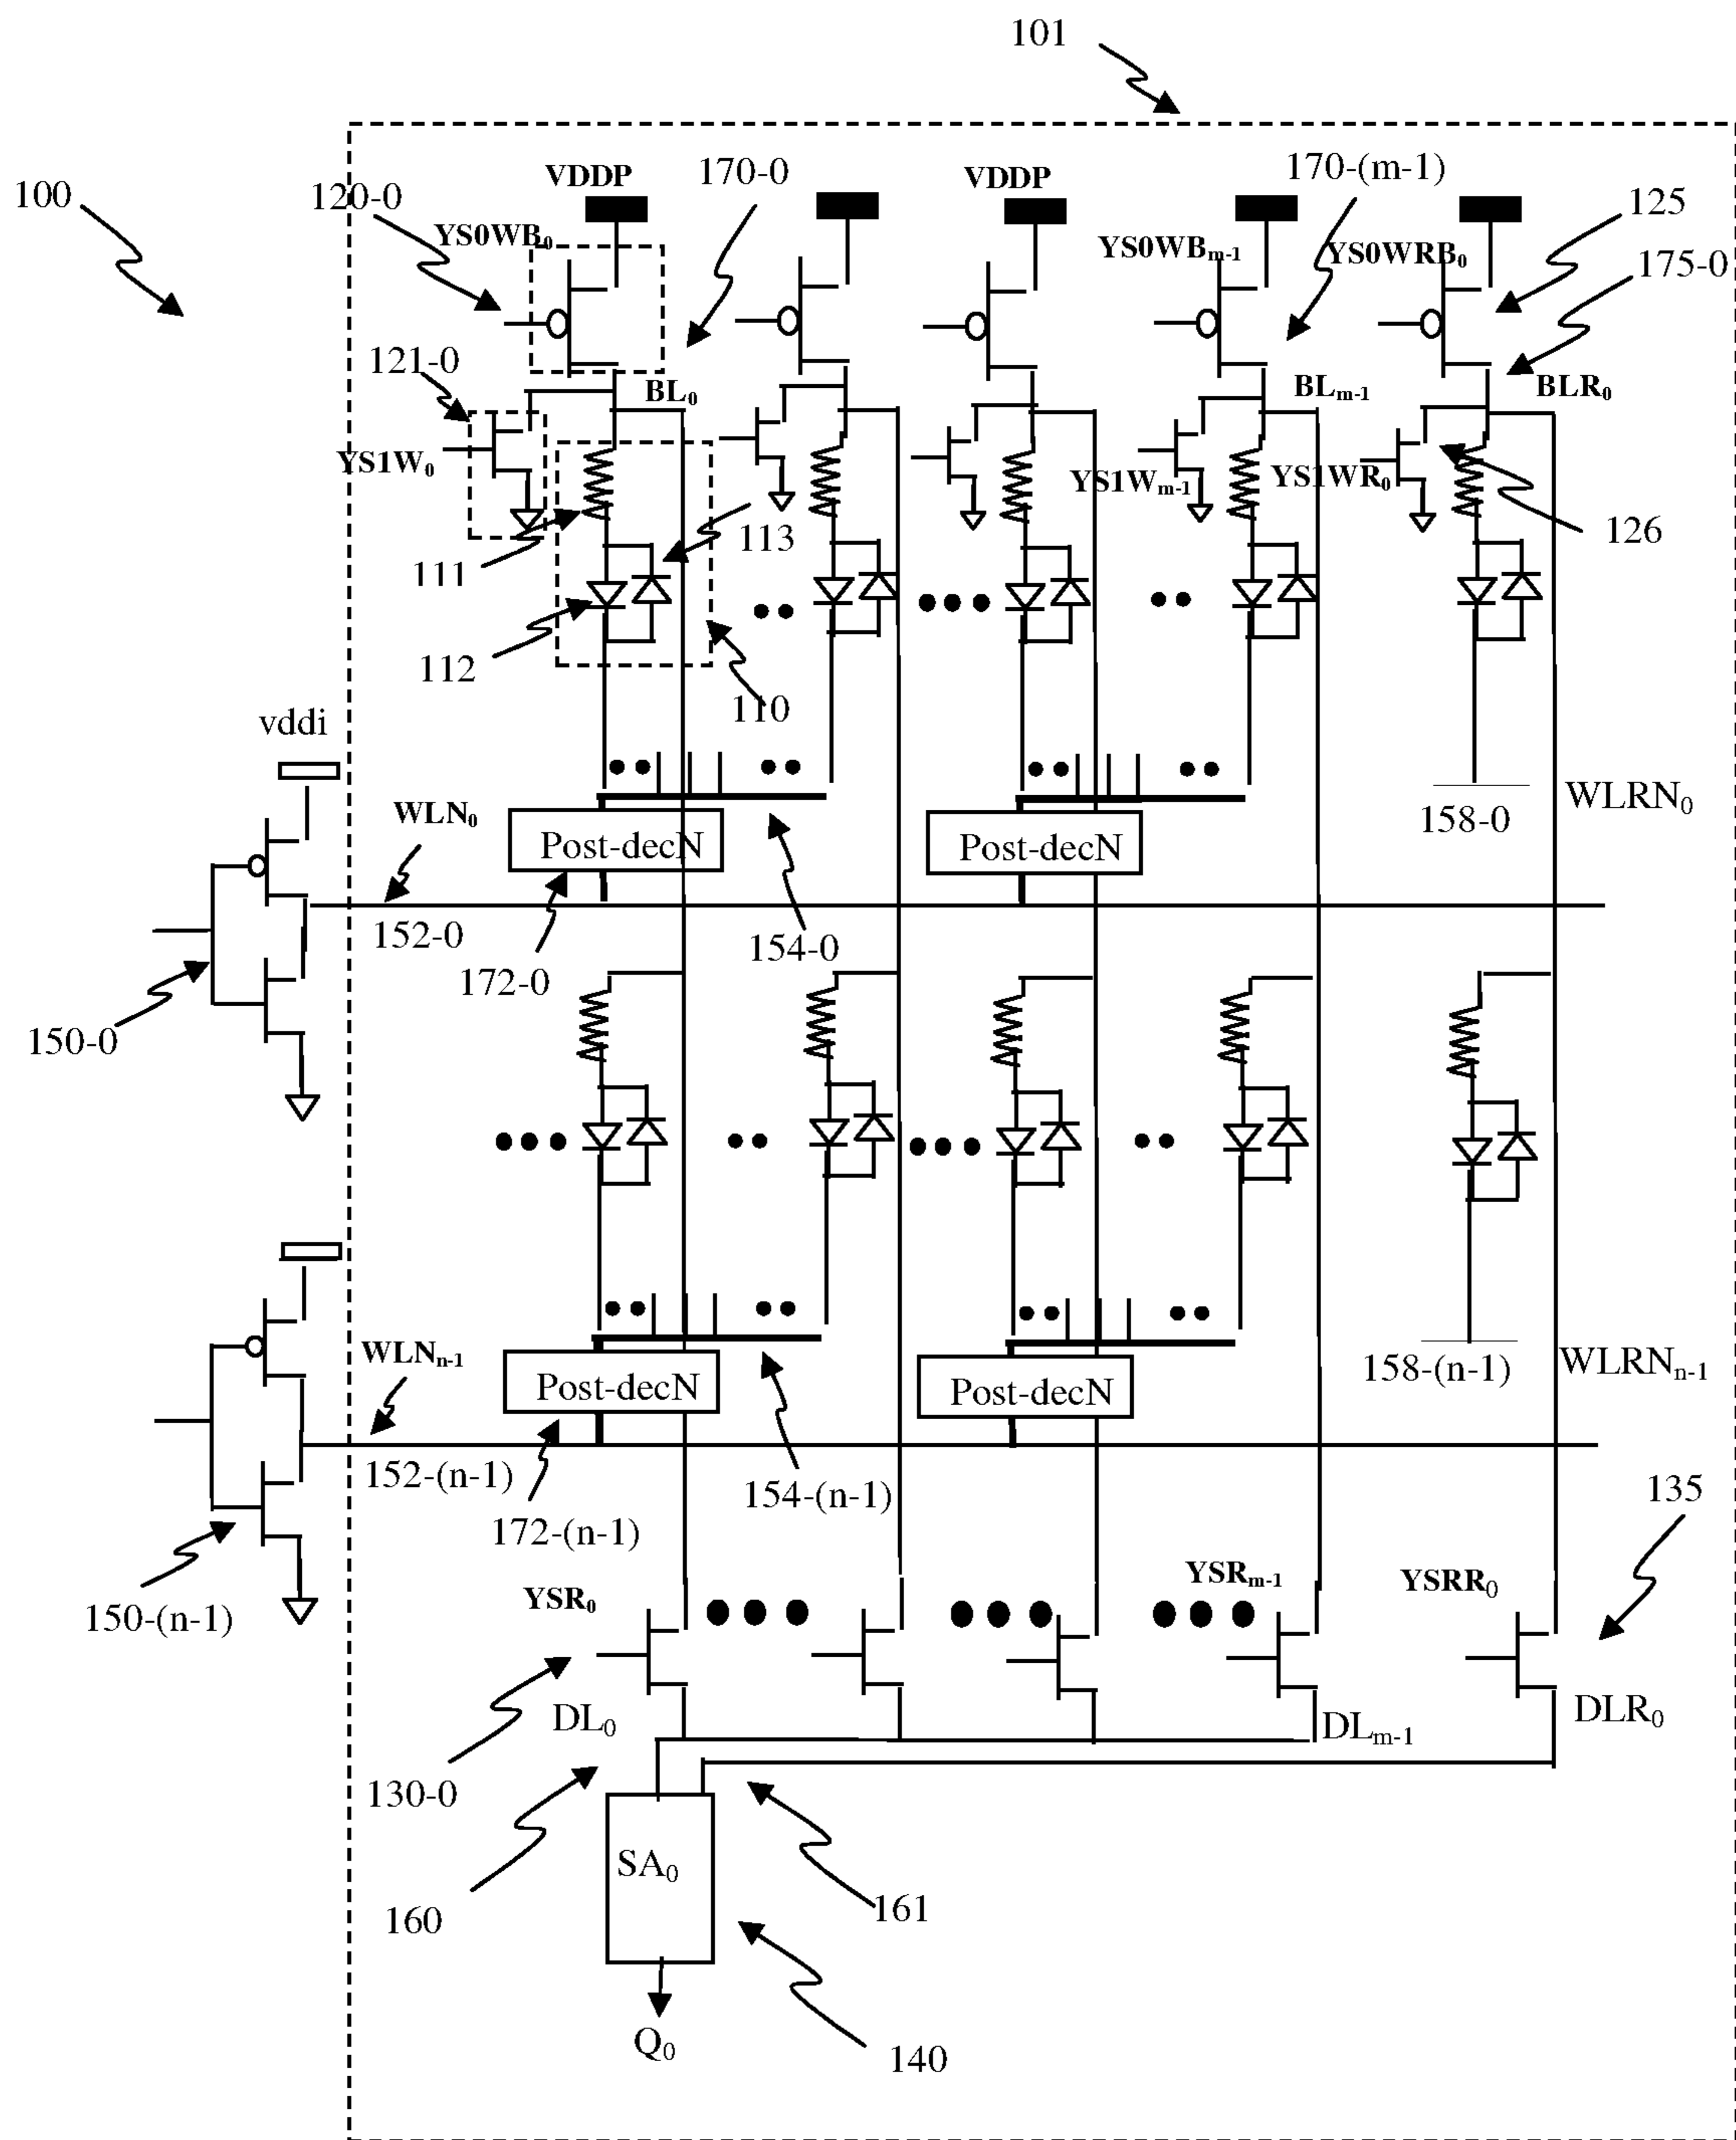 101
100
120-0
VDDP
170-0
VDDP
170-(m-1)
125
YS0WB0
YS0WBm-1
YS0WRB0
175-0
121-0
BL0
BLm-1
BLR0
YS1W0
YS1Wm-1
YS1WR0
111
113
126
112
110
vddi
WLN0
Post-decN
Post-decN
158-0
WLRN0
152-0
172-0
154-0
150-0
WLNn-1
Post-decN
Post-decN
158-(n-1)
WLRNn-1
152-(n-1)
172-(n-1)
154-(n-1)
135
150-(n-1)
YSR0
YSRm-1
YSRR0
DL0
DLm-1
DLR0
130-0
SA0
160
161
Q0
140